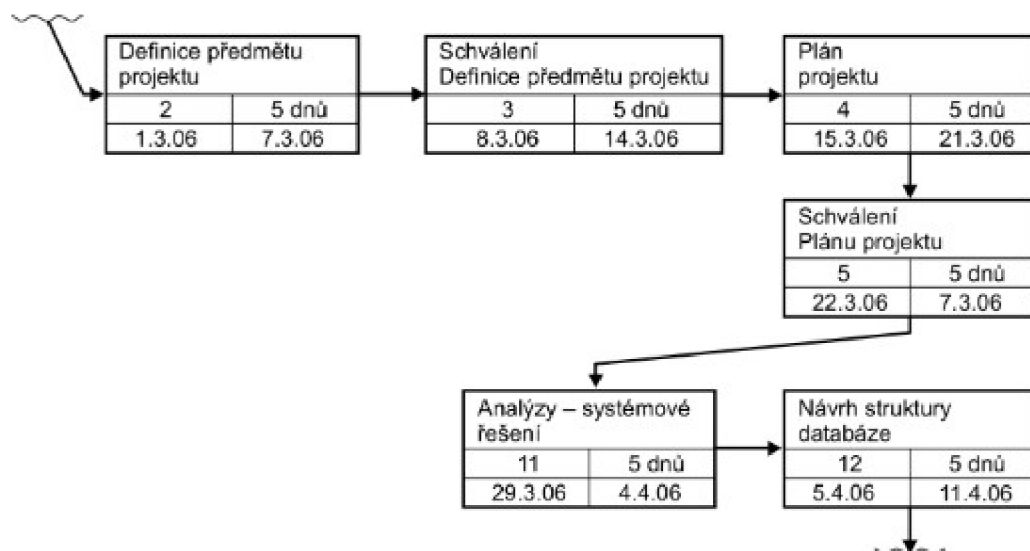 Definice předmětu
projektu
2 5 dnů
1.3.06 7.3.06
Schválení
Definice předmětu projektu
3 5 dnů
8.3.06 14.3.06
Plán
projektu
4 5 dnů
15.3.06 21.3.06
Schválení
Plánu projektu
5 5 dnů
22.3.06 7.3.06
Analýzy – systémové
řešení
11 5 dnů
29.3.06 4.4.06
Návrh struktury
databáze
12 5 dnů
5.4.06 11.4.06